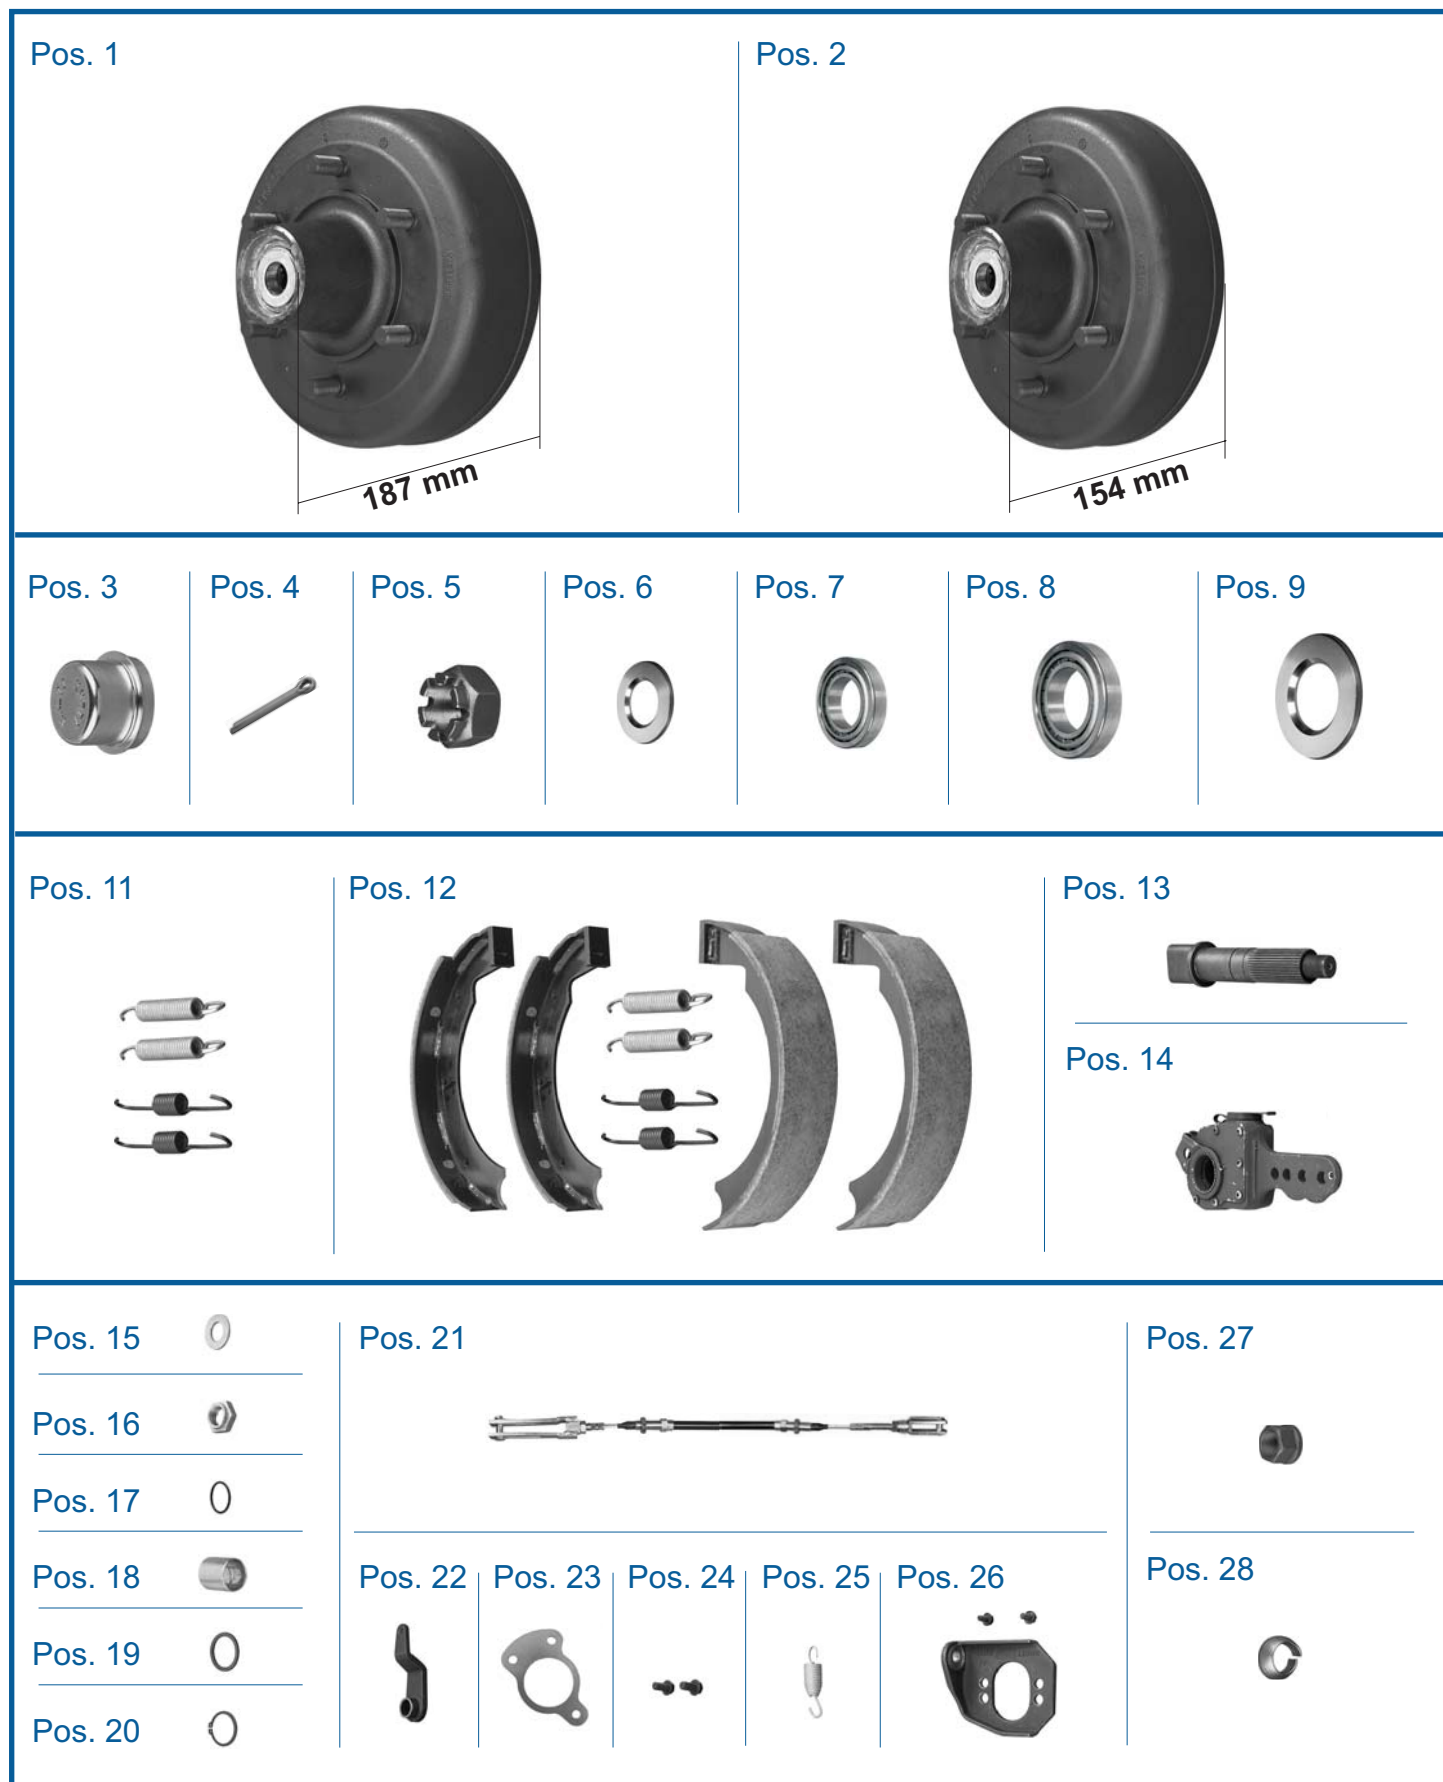 Pos. 1
Pos. 2
187 mm
154 mm
Pos. 3
Pos. 4
Pos. 5
Pos. 6
Pos. 7
Pos. 8
Pos. 9
Pos. 11
Pos. 12
Pos. 13
Pos. 14
Pos. 15
Pos. 16
Pos. 17
Pos. 18
Pos. 19
Pos. 20
Pos. 21
Pos. 22
Pos. 23
Pos. 24
Pos. 25
Pos. 26
Pos. 27
Pos. 28